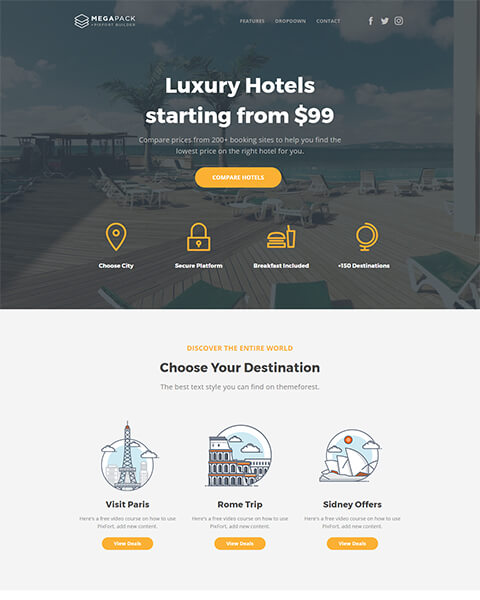 MEGAPACK
+PIXFORT BUILDER
FEATURES
DROPDOWN
CONTACT
Luxury Hotels
starting from $99
Compare prices from 200+ booking sites to help you find the
lowest price on the right hotel for you.
COMPARE HOTELS
Choose City
Secure Platform
Breakfast Included
+150 Destinations
DISCOVER THE ENTIRE WORLD
Choose Your Destination
The best text style you can find on themeforest.
Visit Paris
Here's a free video course on how to use
PixFort, add new content.
View Deals
Rome Trip
Here's a free video course on how to use
PixFort, add new content.
View Deals
Sidney Offers
Here's a free video course on how to use
PixFort, add new content.
View Deals